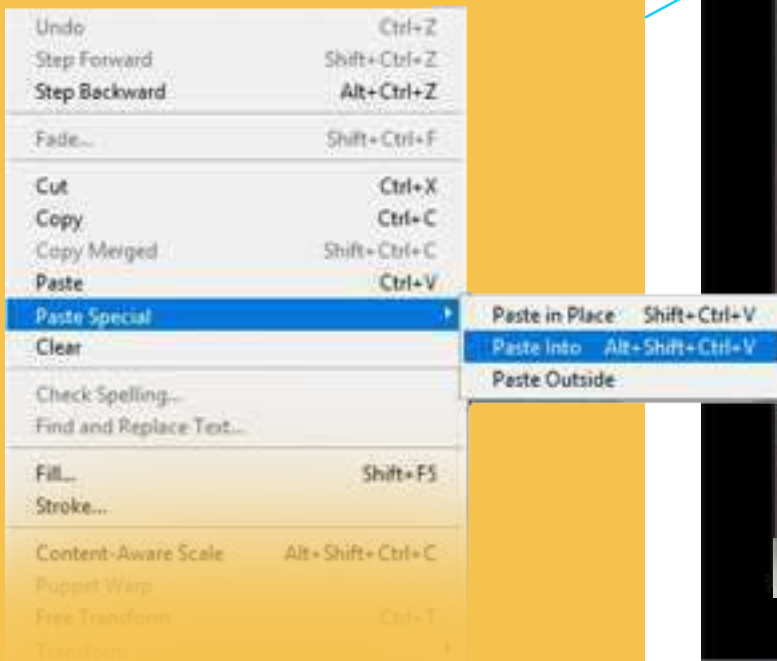 Undo Ctrl+Z
Step Forward Shift+Ctrl+Z
Step Backward Alt+Ctrl+Z
Fade... Shift+Ctrl+F
Cut Ctrl+X
Copy Ctrl+C
Copy Merged Shift+Ctrl+C
Paste Ctrl+V
Paste Special
Paste in Place Shift+Ctrl+V
Paste Into Alt+Shift+Ctrl+V
Paste Outside
Clear
Check Spelling...
Find and Replace Text...
Fill... Shift+F5
Stroke...
Content-Aware Scale Alt+Shift+Ctrl+C
Puppet Warp
Free Transform Ctrl+T
Transform